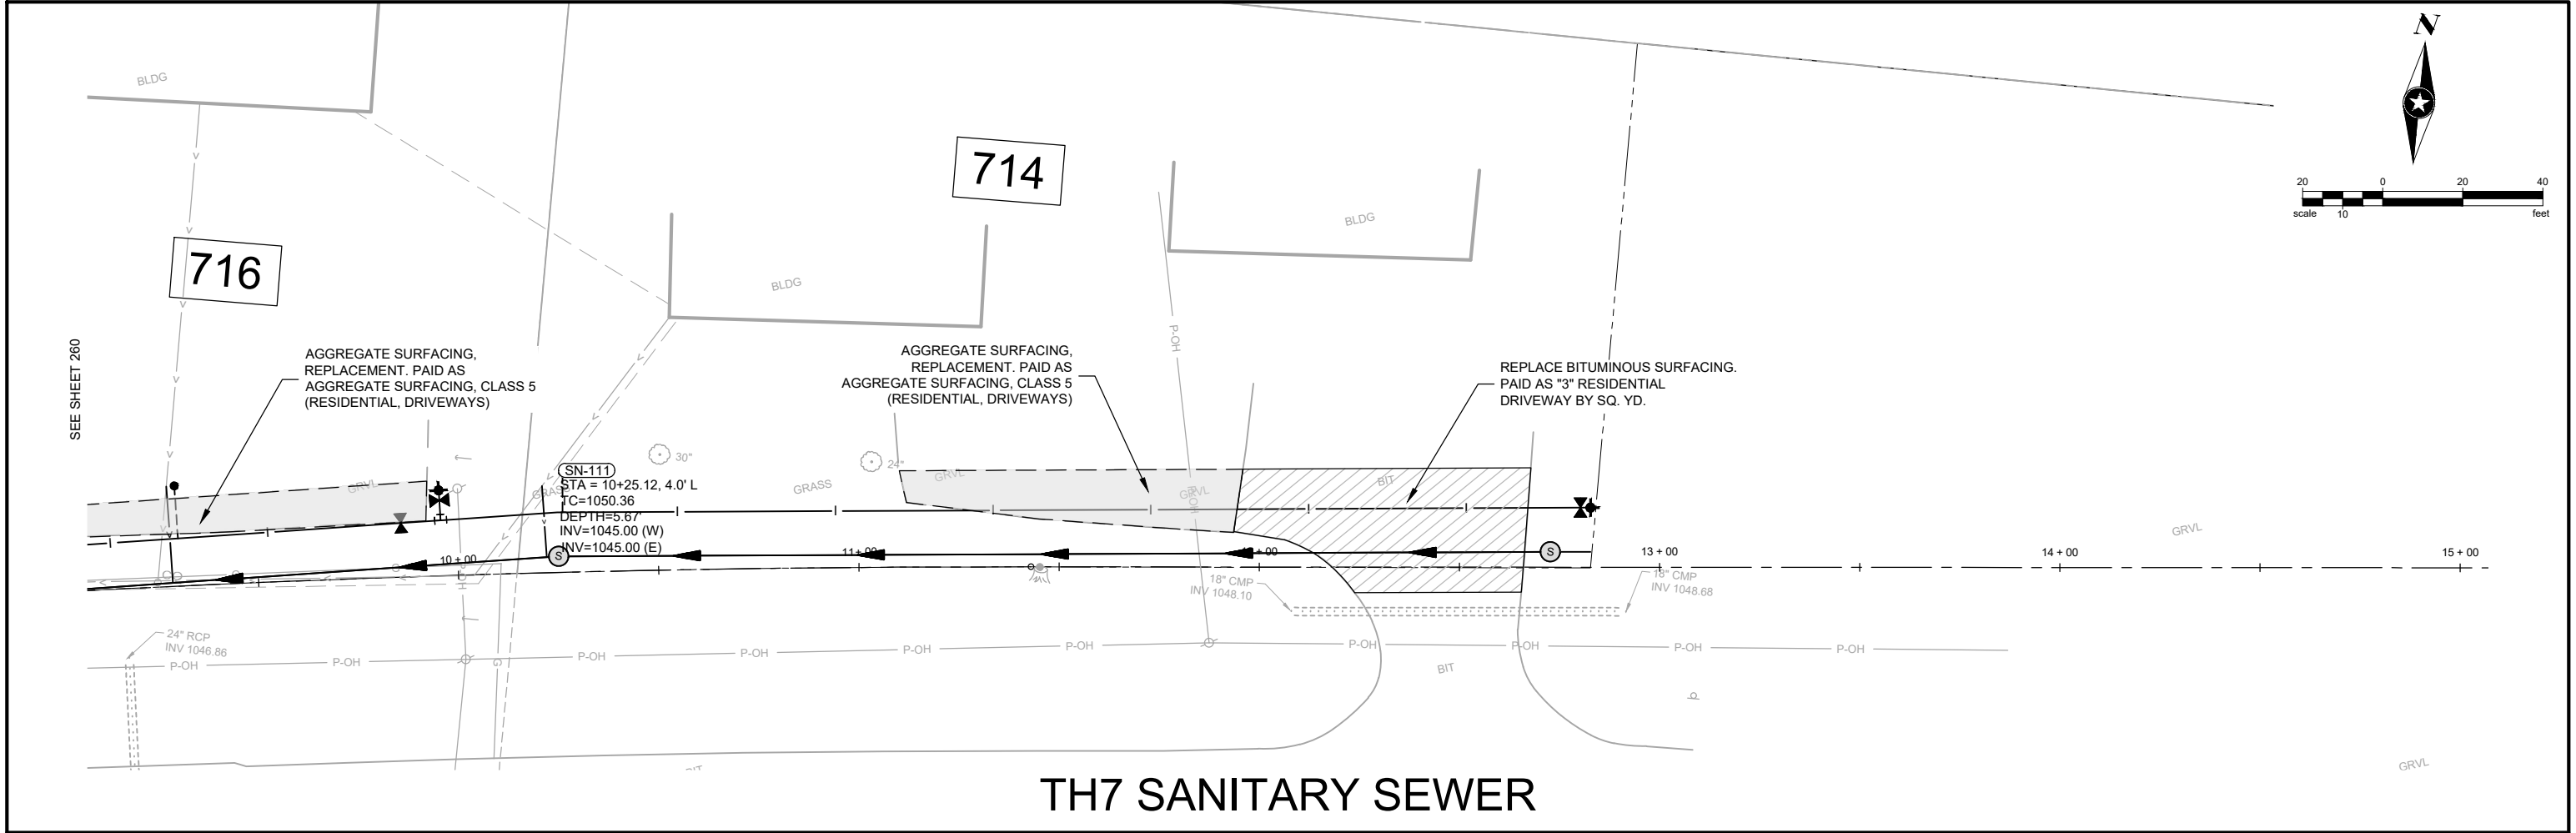 BLDG
N
20 0 20 40
scale 10 feet
714
716
BLDG
BLDG
P-OH
SEE SHEET 260
AGGREGATE SURFACING,
REPLACEMENT. PAID AS
AGGREGATE SURFACING, CLASS 5
(RESIDENTIAL, DRIVEWAYS)
AGGREGATE SURFACING,
REPLACEMENT. PAID AS
AGGREGATE SURFACING, CLASS 5
(RESIDENTIAL, DRIVEWAYS)
REPLACE BITUMINOUS SURFACING.
PAID AS "3" RESIDENTIAL
DRIVEWAY BY SQ. YD.
30"
24"
GRVL
GRVL
GRVL
BIT
GRASS
GRASS
SN-111
STA = 10+25.12, 4.0' L
TC=1050.36
DEPTH=5.67'
INV=1045.00 (W)
INV=1045.00 (E)
S
S
GRVL
10 + 00
11+ 00
+ 00
13 + 00
14 + 00
15 + 00
18" CMP
INV 1048.10
18" CMP
INV 1048.68
24" RCP
INV 1046.86
G
P-OH P-OH P-OH P-OH P-OH P-OH P-OH P-OH P-OH P-OH
BIT
BIT
GRVL
TH7 SANITARY SEWER